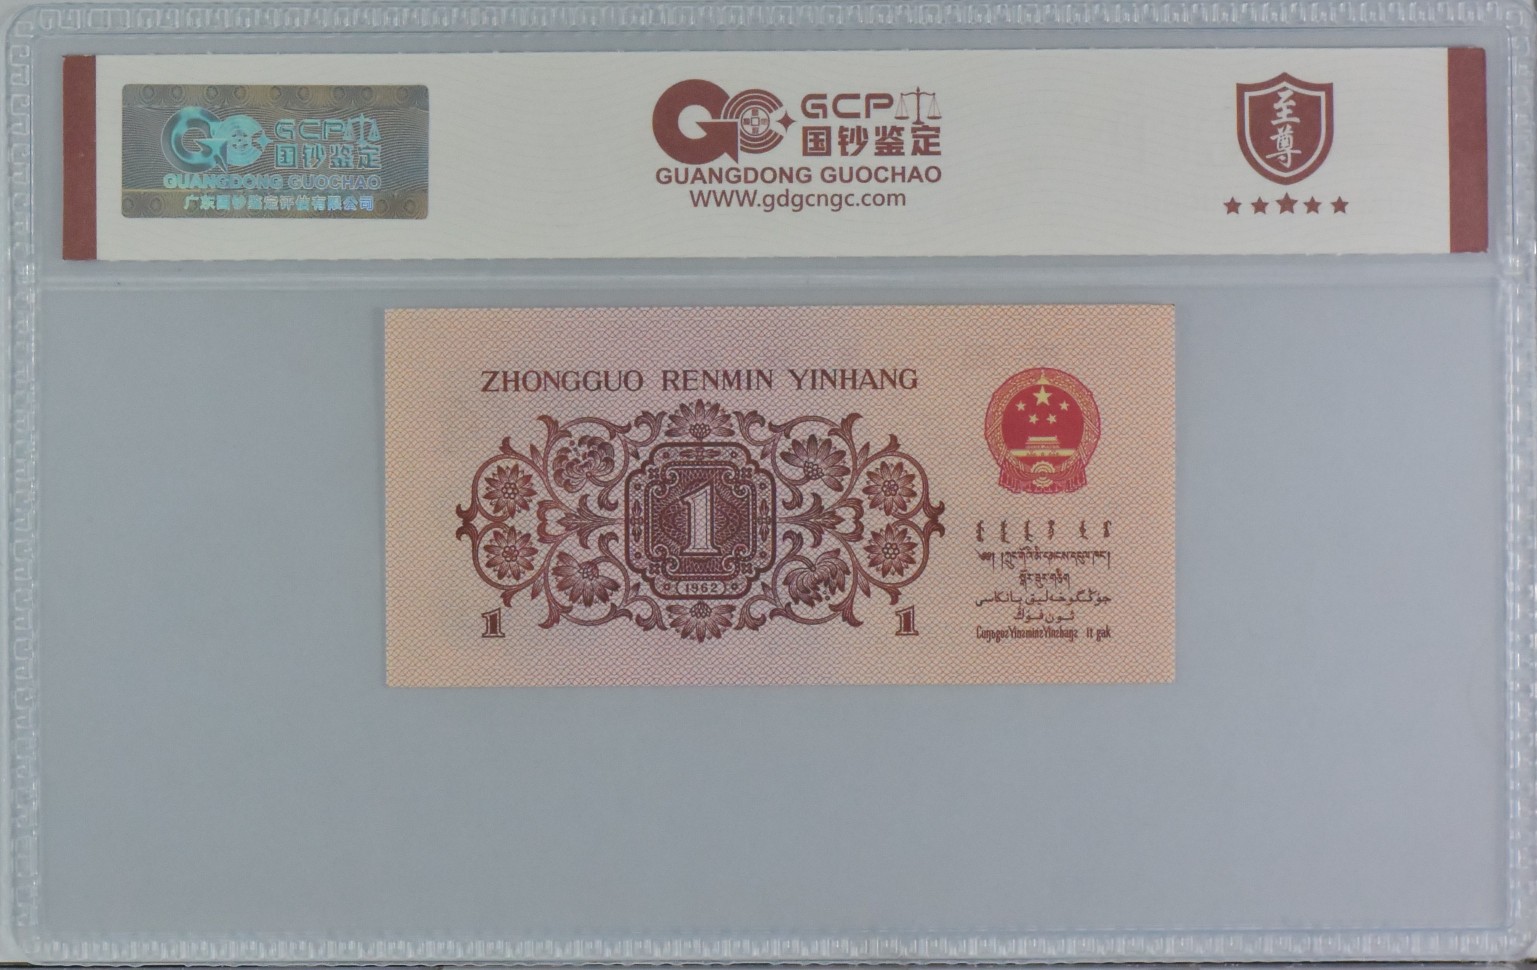 GCP
国钞鉴定
GUANGDONG GUOCHAO
广东国钞鉴定评估有限公司
GCP
国钞鉴定
GUANGDONG GUOCHAO
WWW.gdgcngc.com
至尊
ZHONGGUO RENMIN YINHANG
1
(1962)
1
1
جۇڭگوخەلىق بانكاسى